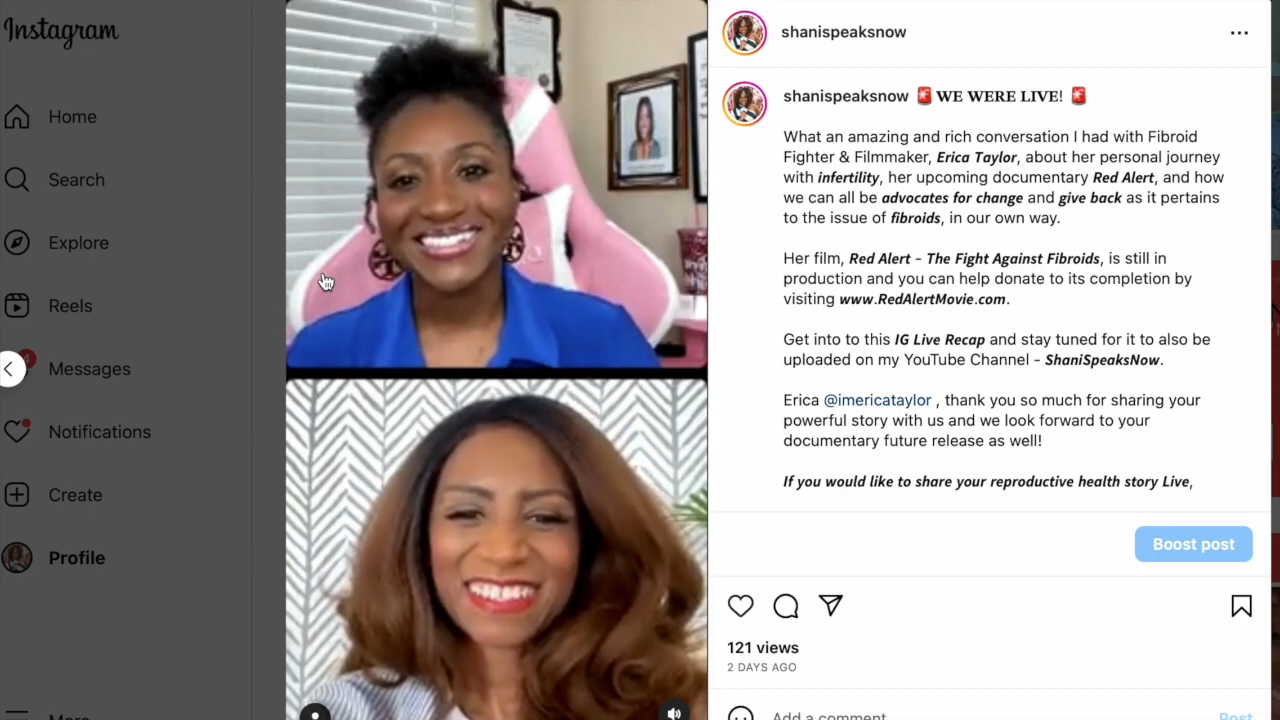 Instagram
Home
Search
Explore
Reels
Messages
Notifications
Create
Profile
shanispeaksnow
shanispeaksnow 🚨 WE WERE LIVE! 🚨
What an amazing and rich conversation I had with Fibroid
Fighter & Filmmaker, Erica Taylor, about her personal journey
with infertility, her upcoming documentary Red Alert, and how
we can all be advocates for change and give back as it pertains
to the issue of fibroids, in our own way.
Her film, Red Alert - The Fight Against Fibroids, is still in
production and you can help donate to its completion by
visiting www.RedAlertMovie.com.
Get into to this IG Live Recap and stay tuned for it to also be
uploaded on my YouTube Channel - ShaniSpeaksNow.
Erica @imericataylor , thank you so much for sharing your
powerful story with us and we look forward to your
documentary future release as well!
If you would like to share your reproductive health story Live,
Boost post
121 views
2 DAYS AGO
Add a comment
Post